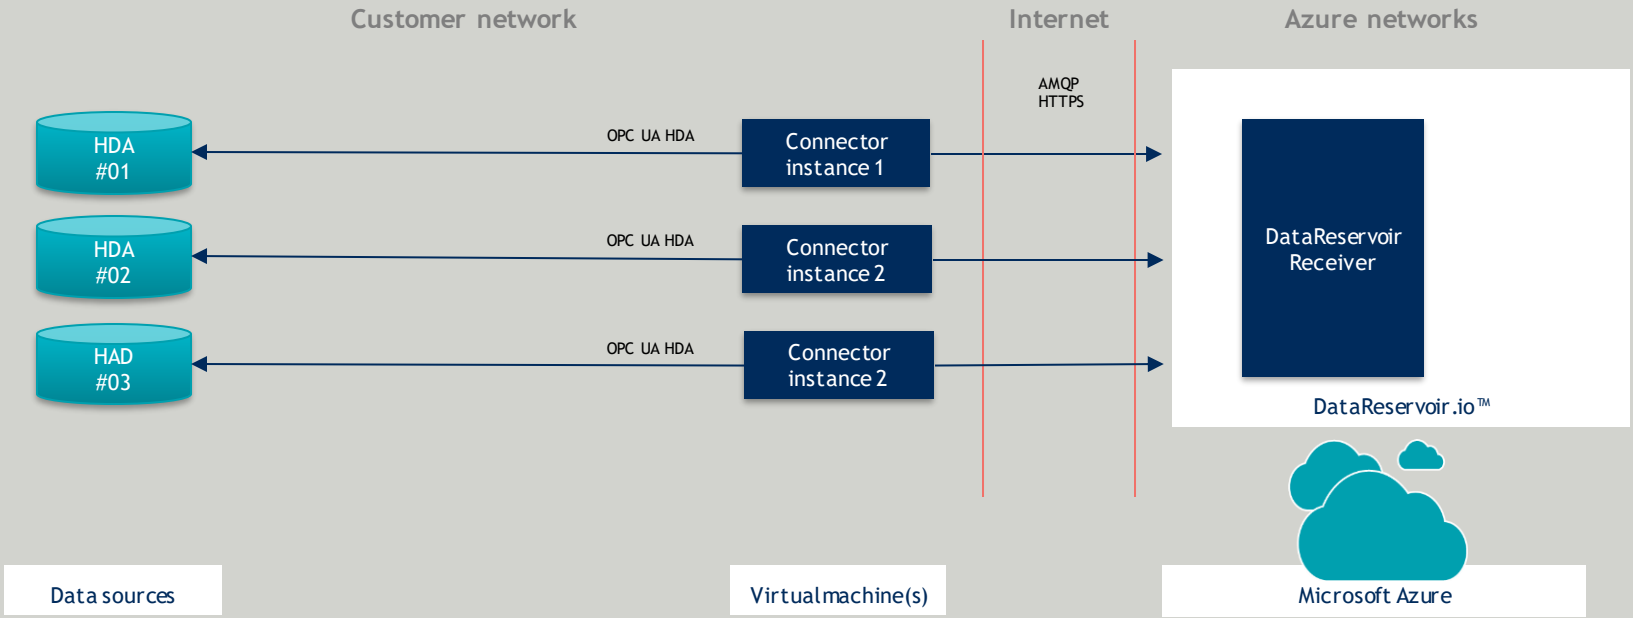 Customer network
Internet
Azure networks
AMQP
HTTPS
HDA
#01
OPC UA HDA
Connector
instance 1
HDA
#02
OPC UA HDA
Connector
instance 2
HAD
#03
OPC UA HDA
Connector
instance 2
DataReservoir
Receiver
DataReservoir.io™
Data sources
Virtual machine(s)
Microsoft Azure